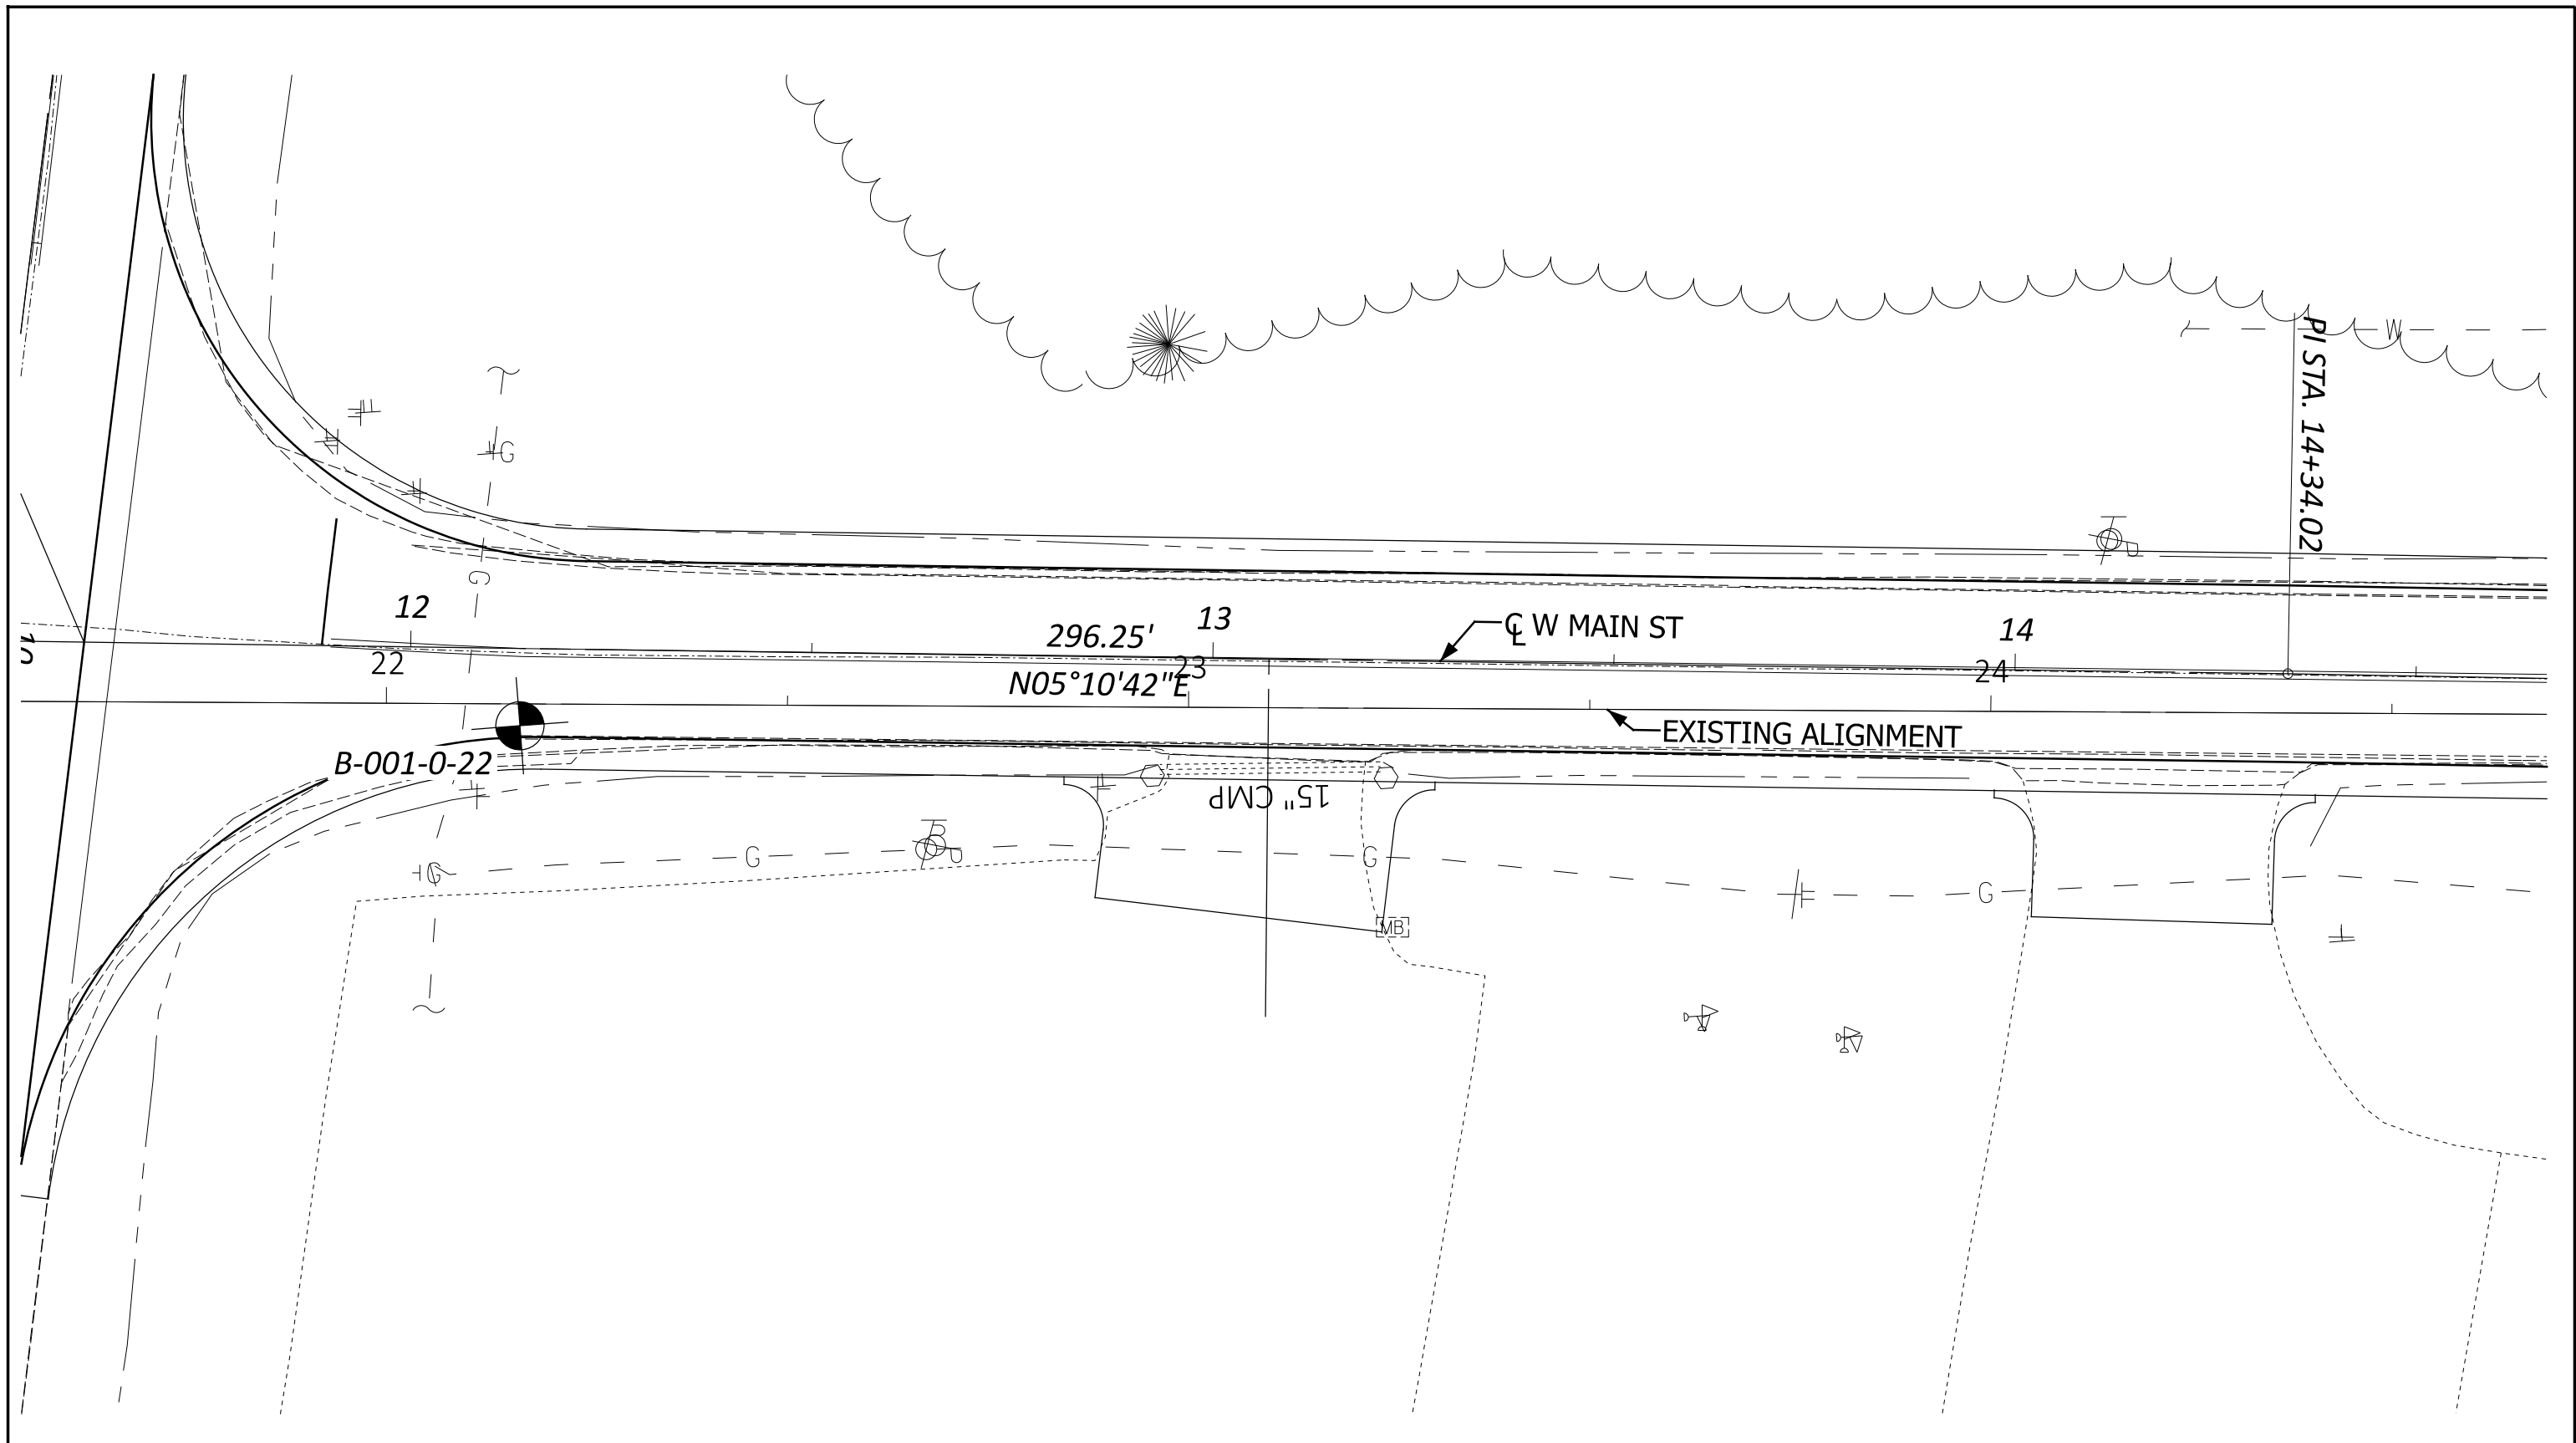 W
PI STA. 14+34.02
G
G
12
296.25'
13
℄ W MAIN ST
14
22
23
24
N05°10'42"E
EXISTING ALIGNMENT
B-001-0-22
15" CMP
G
G
G
G
MB